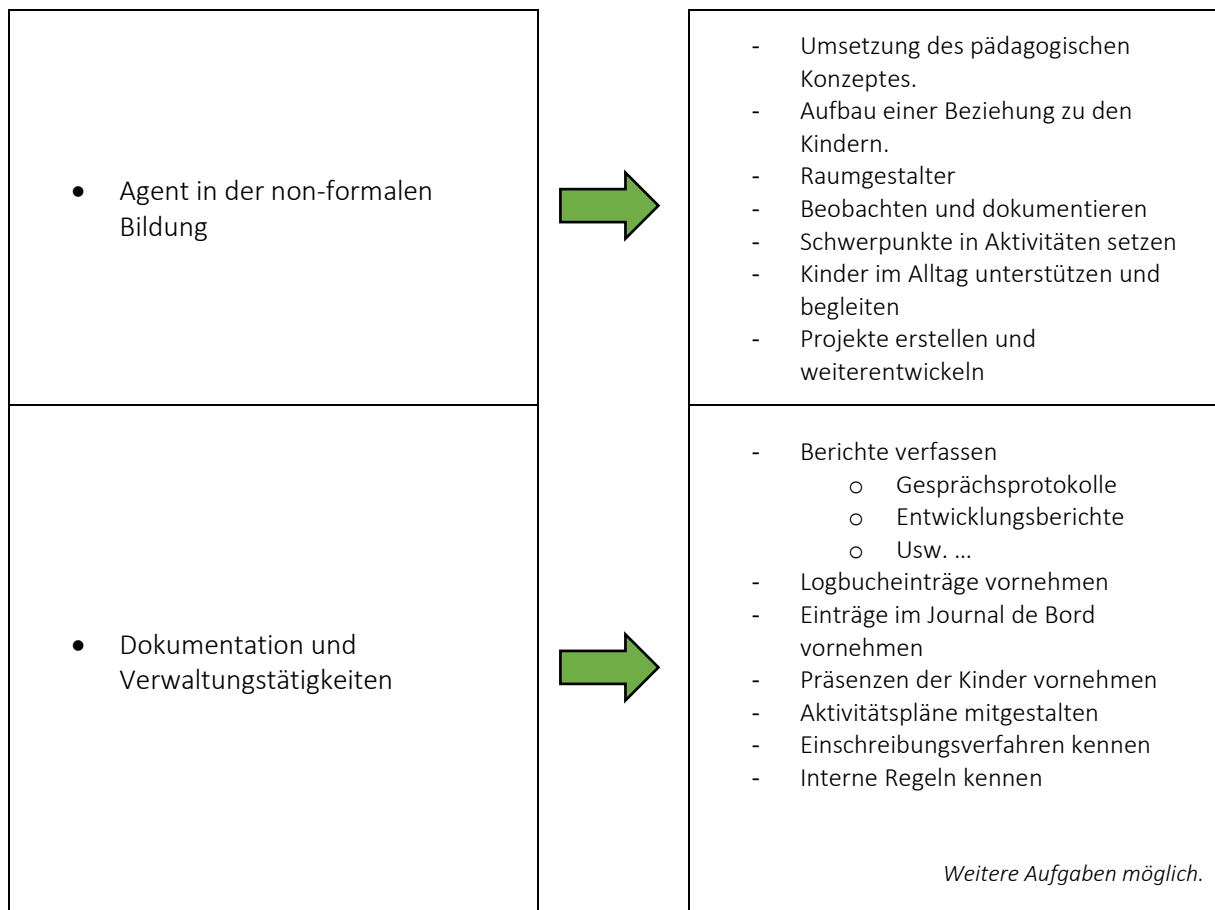 • Agent in der non-formalen
Bildung
- Umsetzung des pädagogischen
Konzeptes.
- Aufbau einer Beziehung zu den
Kindern.
- Raumgestalter
- Beobachten und dokumentieren
- Schwerpunkte in Aktivitäten setzen
- Kinder im Alltag unterstützen und
begleiten
- Projekte erstellen und
weiterentwickeln
• Dokumentation und
Verwaltungstätigkeiten
- Berichte verfassen
o Gesprächsprotokolle
o Entwicklungsberichte
o Usw. …
- Logbucheinträge vornehmen
- Einträge im Journal de Bord
vornehmen
- Präsenzen der Kinder vornehmen
- Aktivitätspläne mitgestalten
- Einschreibungsverfahren kennen
- Interne Regeln kennen
Weitere Aufgaben möglich.